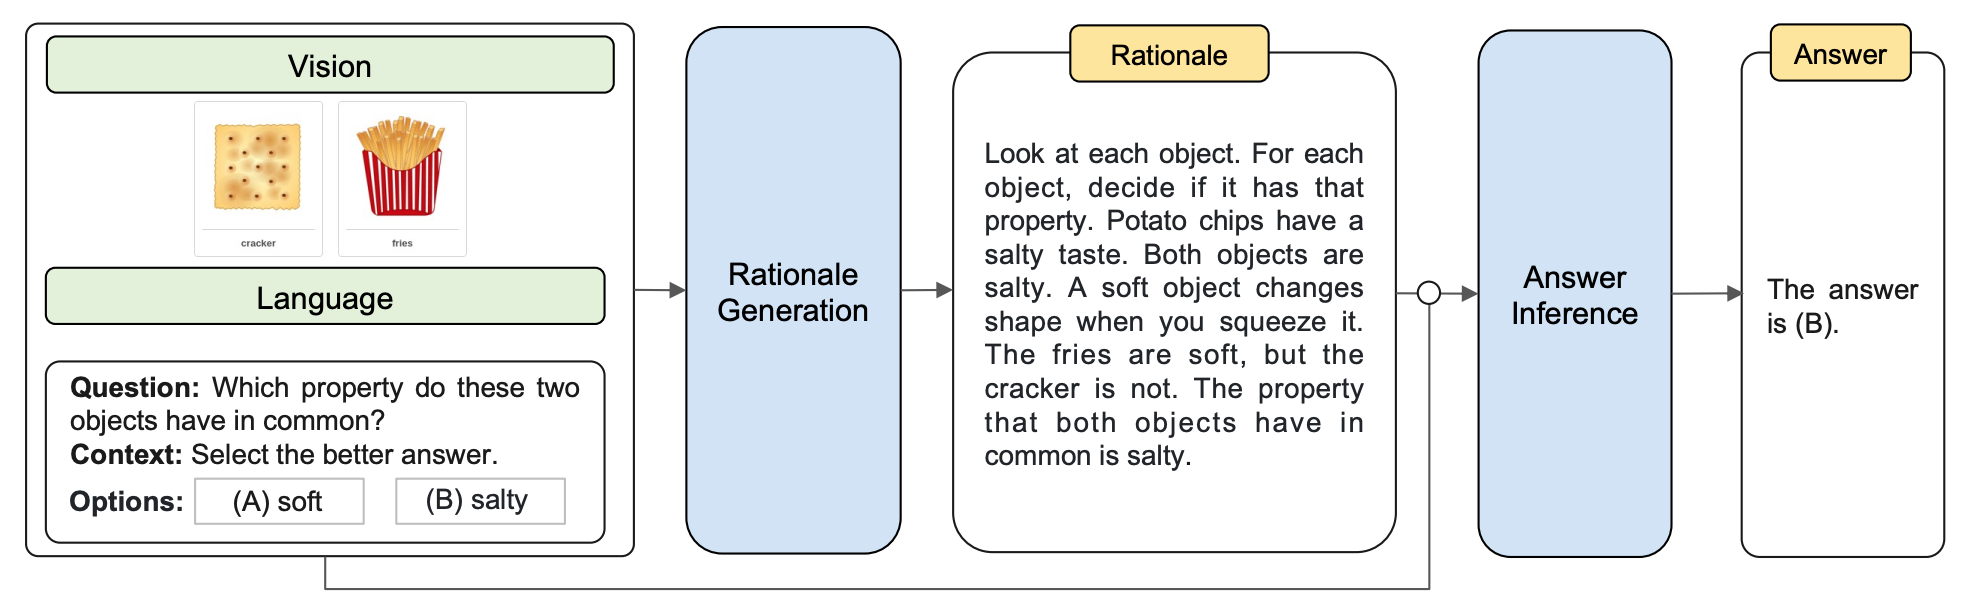 Vision
cracker
fries
Language
Question: Which property do these two
objects have in common?
Context: Select the better answer.
Options: (A) soft (B) salty
Rationale
Generation
Rationale
Look at each object. For each
object, decide if it has that
property. Potato chips have a
salty taste. Both objects are
salty. A soft object changes
shape when you squeeze it.
The fries are soft, but the
cracker is not. The property
that both objects have in
common is salty.
Answer
Inference
Answer
The answer
is (B).